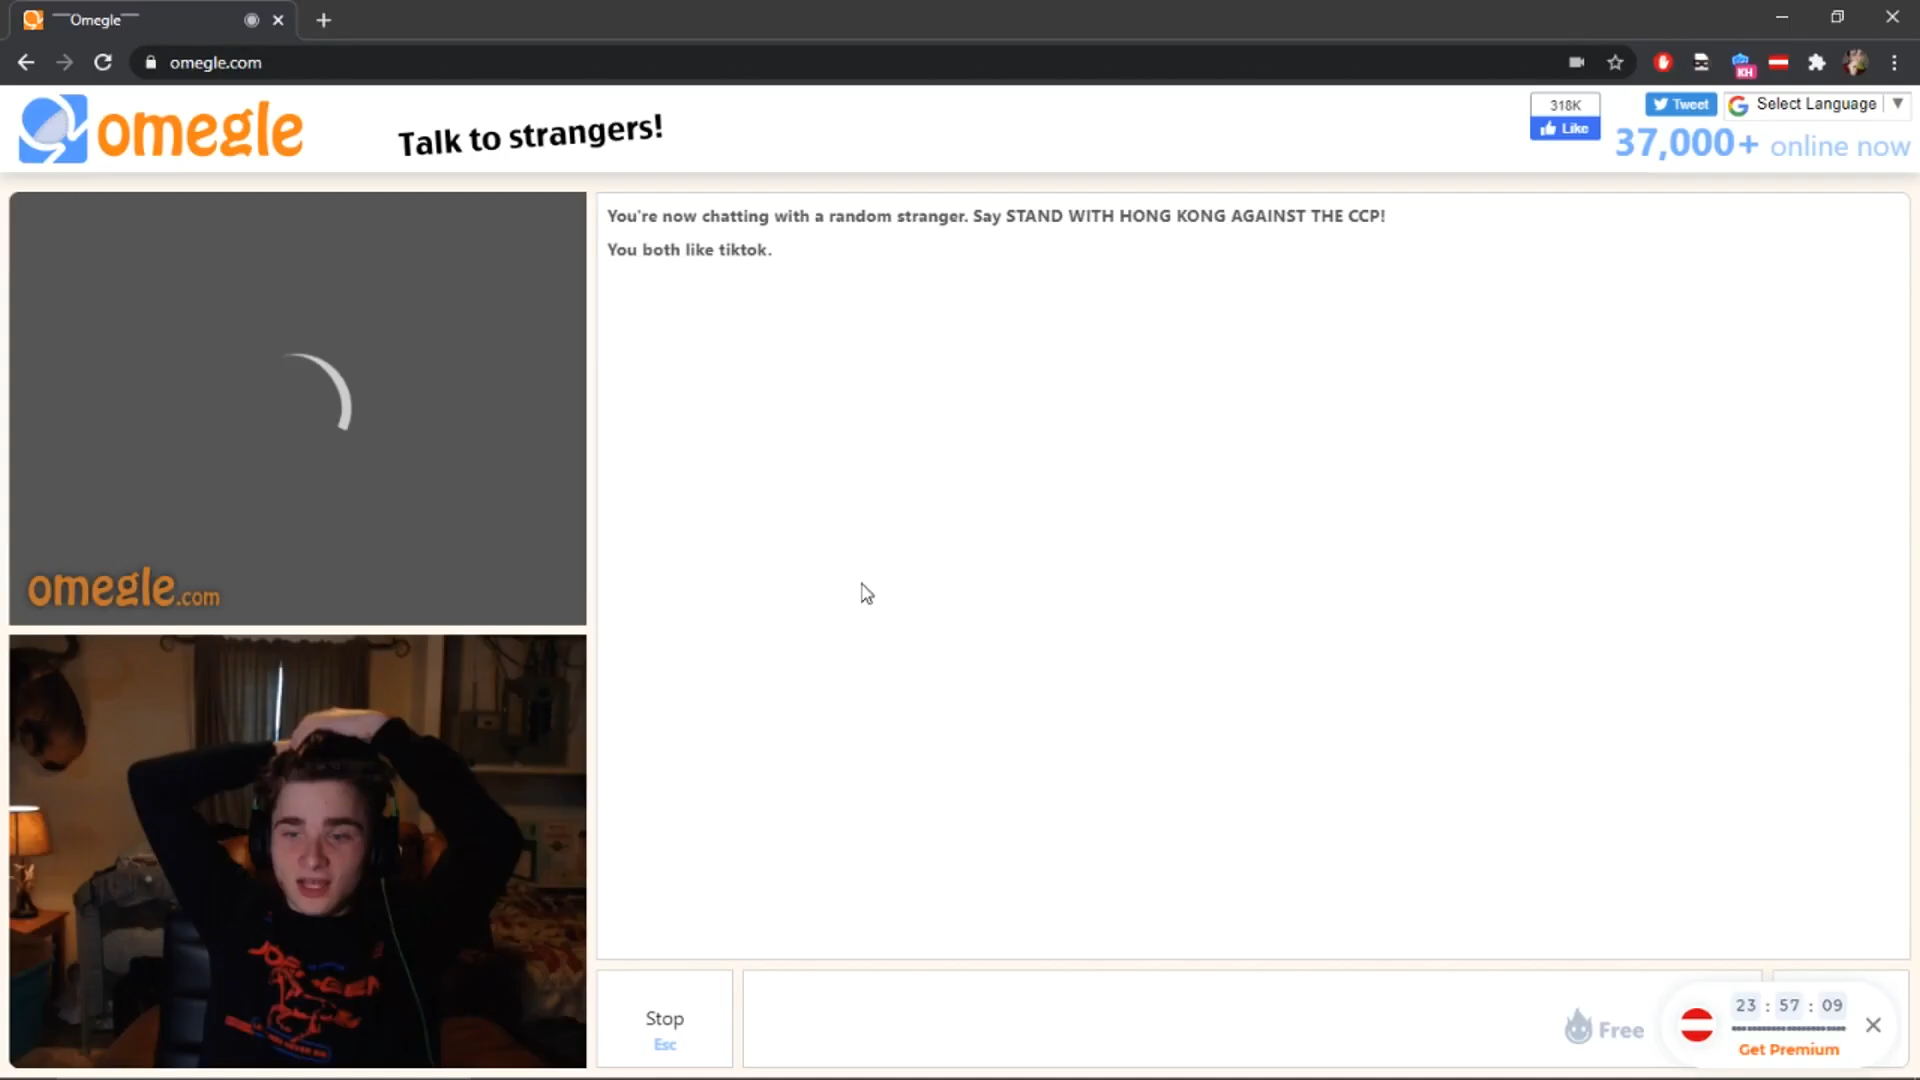 Omegle
omegle.com
KH
omegle
Talk to strangers!
318K
Like
Tweet
Select Language
37,000+ online now
You're now chatting with a random stranger. Say STAND WITH HONG KONG AGAINST THE CCP!
You both like tiktok.
omegle.com
Stop
Esc
Free
23 : 57 : 09
Get Premium